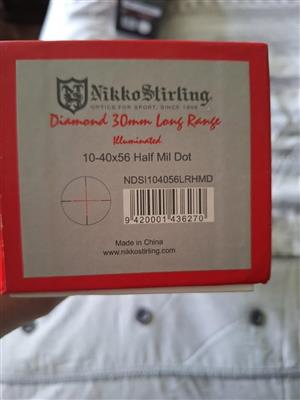 NikkoStirling.
OPTICS FOR SPORT, SINCE 1956
Diamond 30mm Long Range
Illuminated
10-40x56 Half Mil Dot
NDSI104056LRHMD
9 420001 436270
Made in China
www.nikkostirling.com